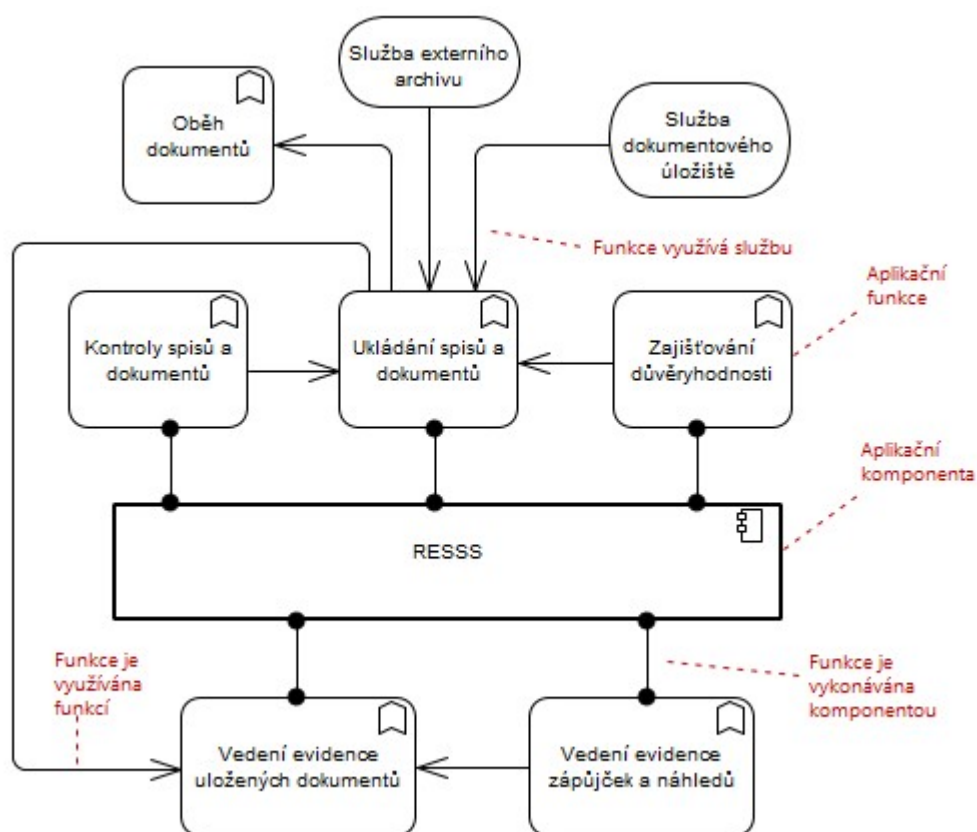 Služba externího
archivu
Oběh
dokumentů
Služba
dokumentového
úložiště
Funkce využívá službu
Aplikační
funkce
Kontroly spisů a
dokumentů
Ukládání spisů a
dokumentů
Zajišťování
důvěryhodnosti
Aplikační
komponenta
RESSS
Funkce je
využívána
funkcí
Funkce je
vykonávána
komponentou
Vedení evidence
uložených dokumentů
Vedení evidence
zápůjček a náhledů